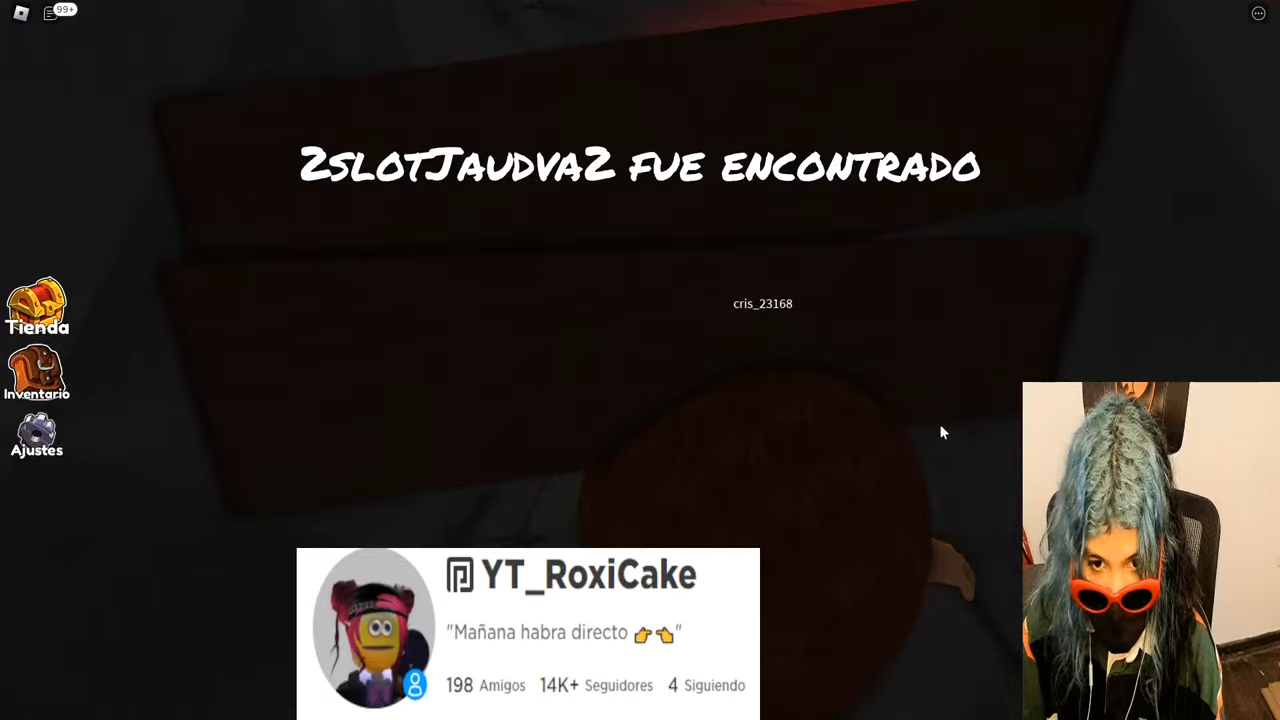 99+
2slotJaudva2 fue encontrado
cris_23168
Tienda
Inventario
Ajustes
YT_RoxiCake
"Mañana habra directo 👉👈"
198 Amigos 14K+ Seguidores 4 Siguiendo